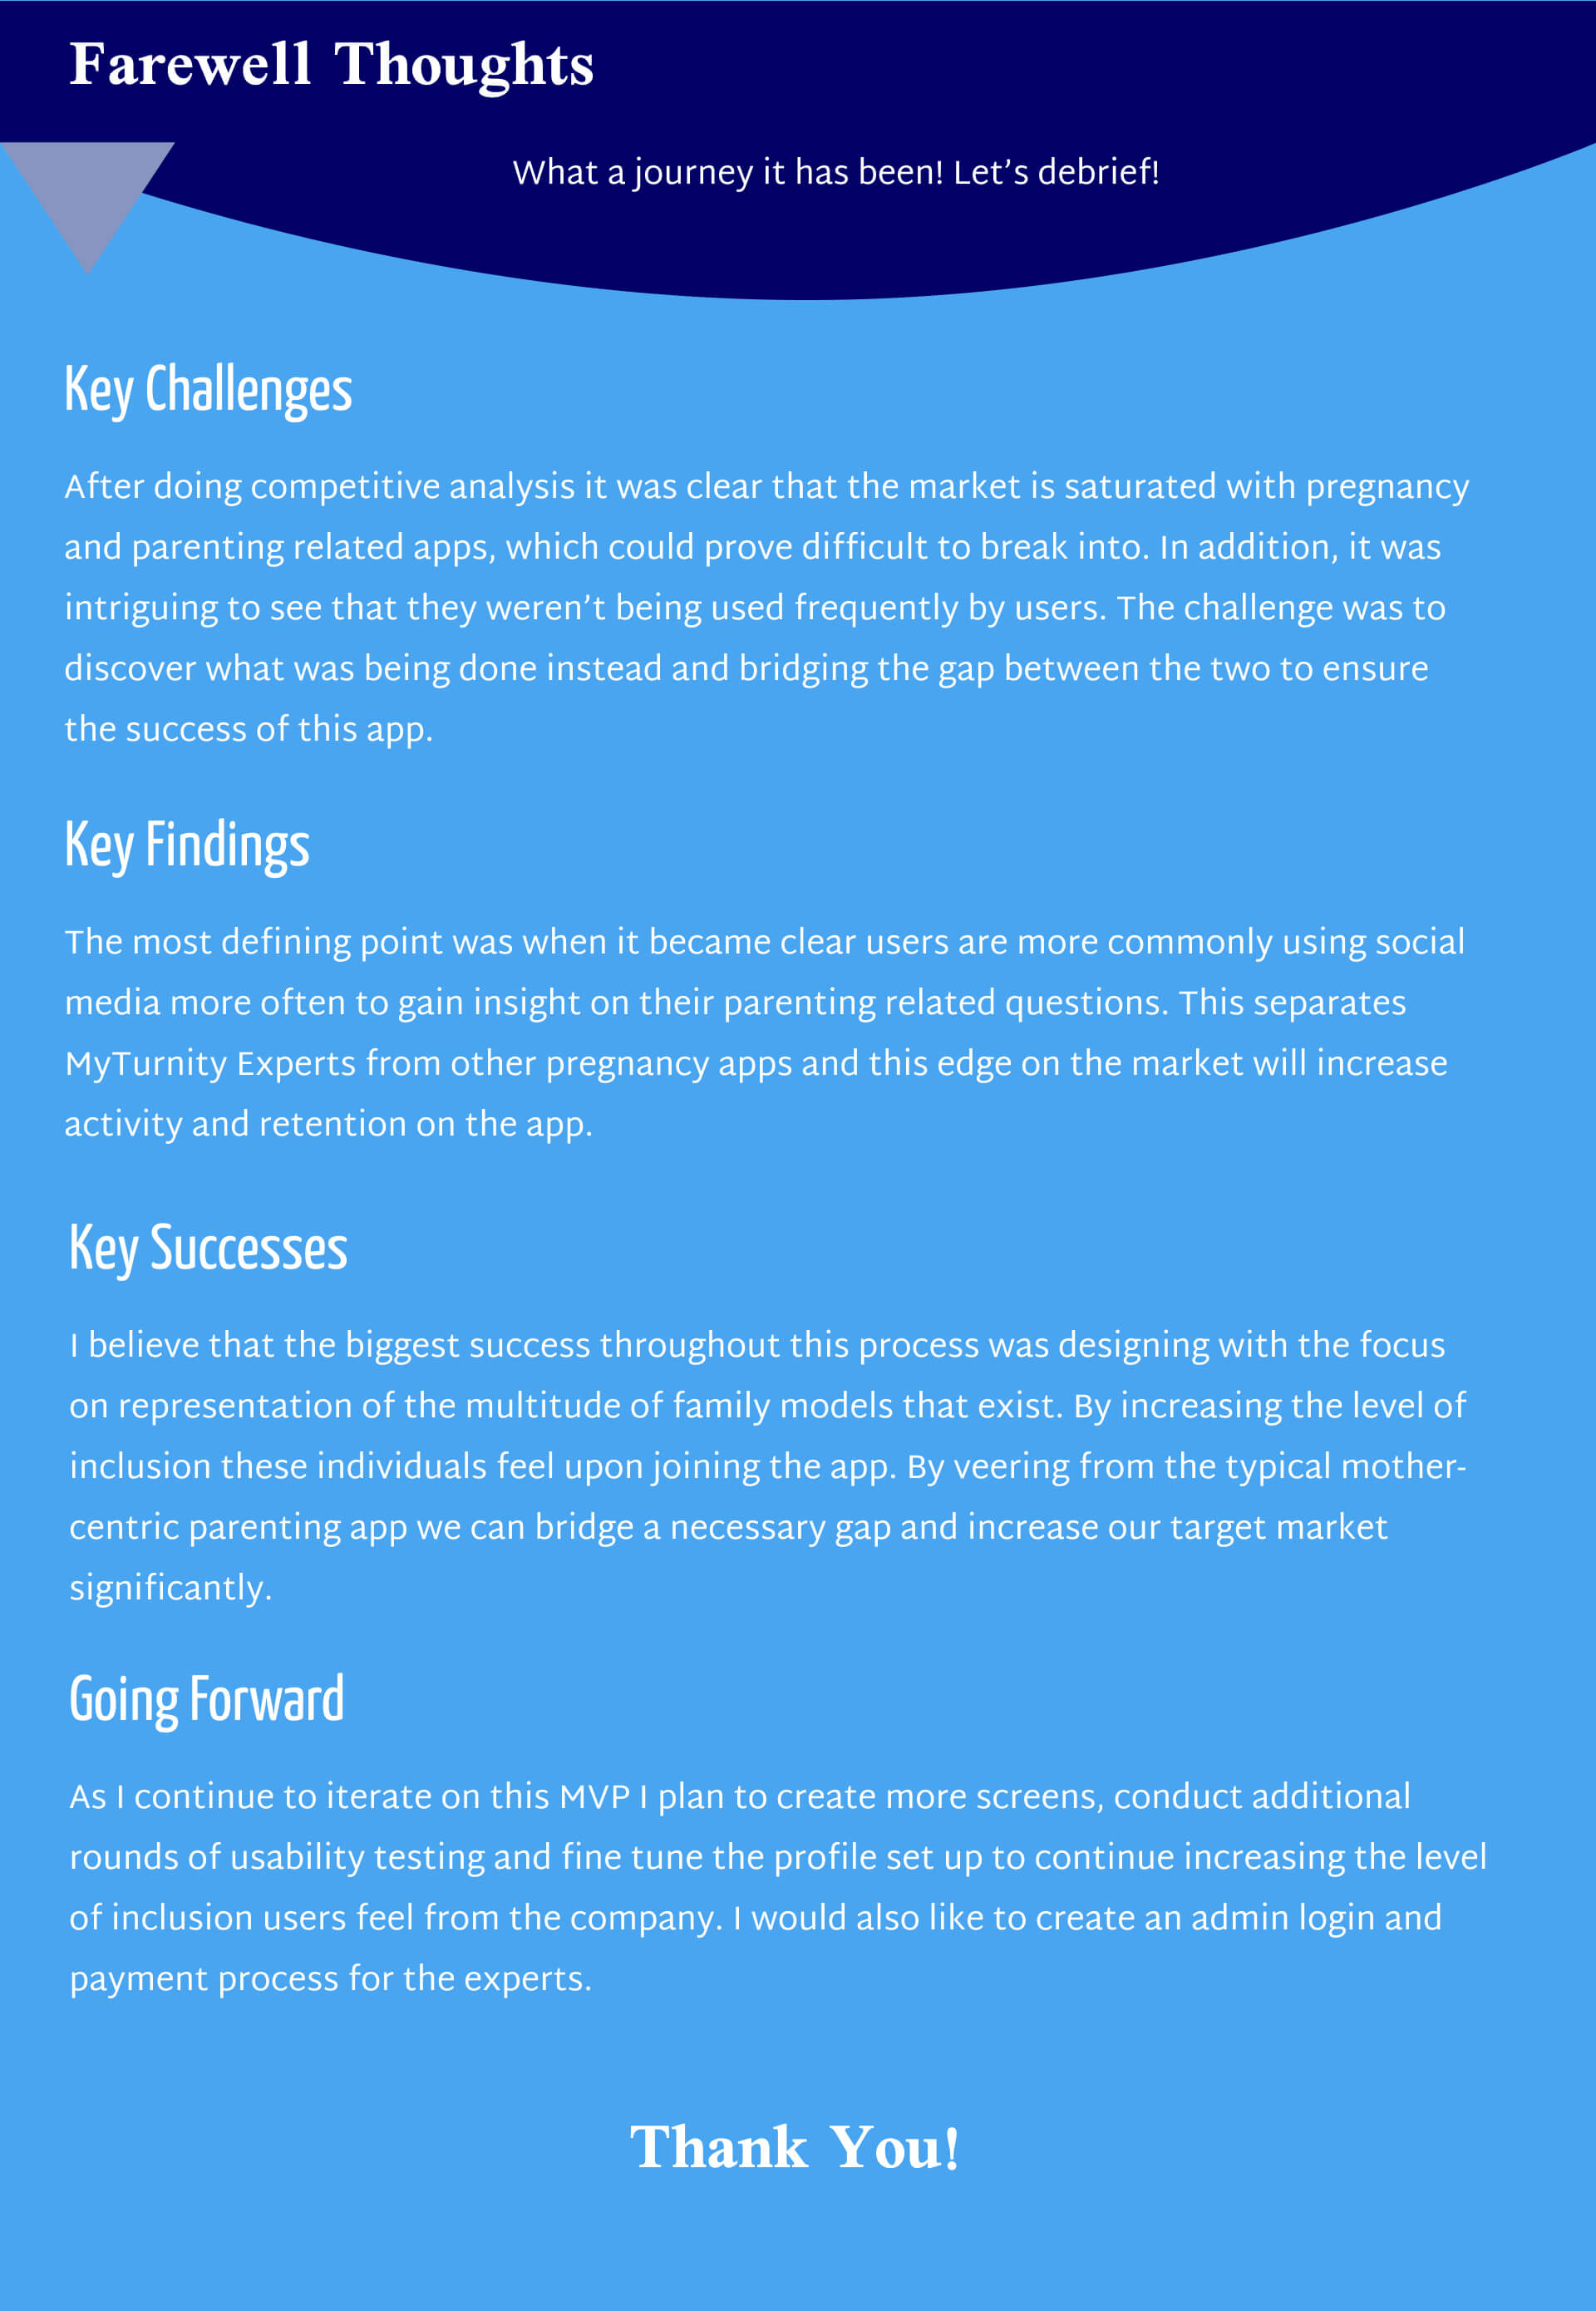 Farewell Thoughts
What a journey it has been! Let’s debrief!
Key Challenges
After doing competitive analysis it was clear that the market is saturated with pregnancy
and parenting related apps, which could prove difficult to break into. In addition, it was
intriguing to see that they weren’t being used frequently by users. The challenge was to
discover what was being done instead and bridging the gap between the two to ensure
the success of this app.
Key Findings
The most defining point was when it became clear users are more commonly using social
media more often to gain insight on their parenting related questions. This separates
MyTurnity Experts from other pregnancy apps and this edge on the market will increase
activity and retention on the app.
Key Successes
I believe that the biggest success throughout this process was designing with the focus
on representation of the multitude of family models that exist. By increasing the level of
inclusion these individuals feel upon joining the app. By veering from the typical mother-
centric parenting app we can bridge a necessary gap and increase our target market
significantly.
Going Forward
As I continue to iterate on this MVP I plan to create more screens, conduct additional
rounds of usability testing and fine tune the profile set up to continue increasing the level
of inclusion users feel from the company. I would also like to create an admin login and
payment process for the experts.
Thank You!